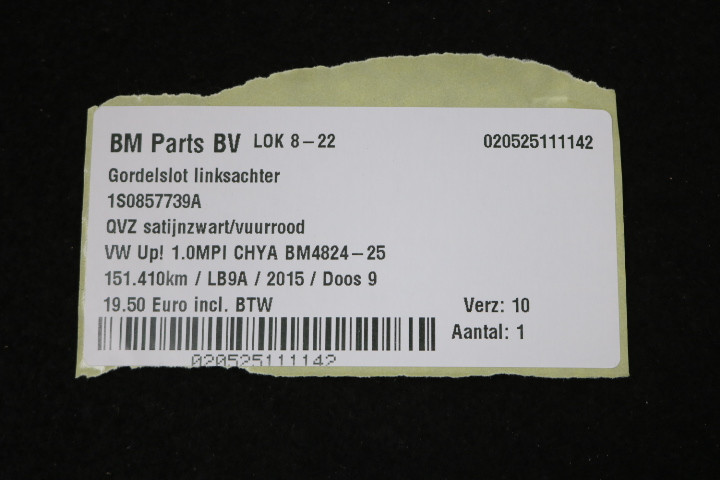 BM Parts BV LOK 8-22 020525111142
Gordelslot linksachter
1S0857739A
QVZ satijnzwart/vuurrood
VW Up! 1.0MPI CHYA BM4824-25
151.410km / LB9A / 2015 / Doos 9
19.50 Euro incl. BTW Verz: 10
Aantal: 1
020525111142